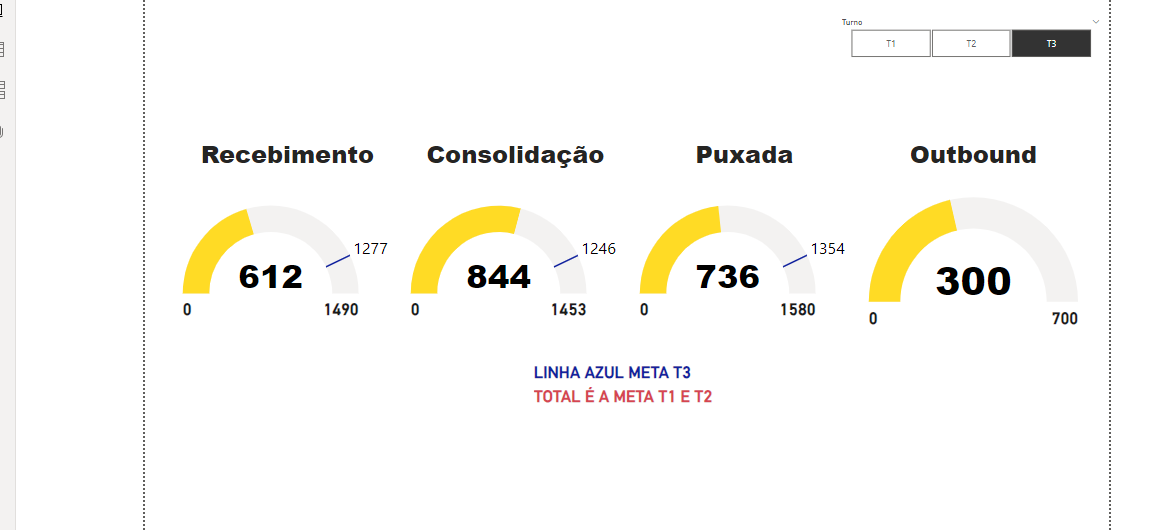 Turno
T1 T2 T3
Recebimento Consolidação Puxada Outbound
1277 1246 1354
612 844 736 300
0 1490 0 1453 0 1580 0 700
LINHA AZUL META T3
TOTAL É A META T1 E T2